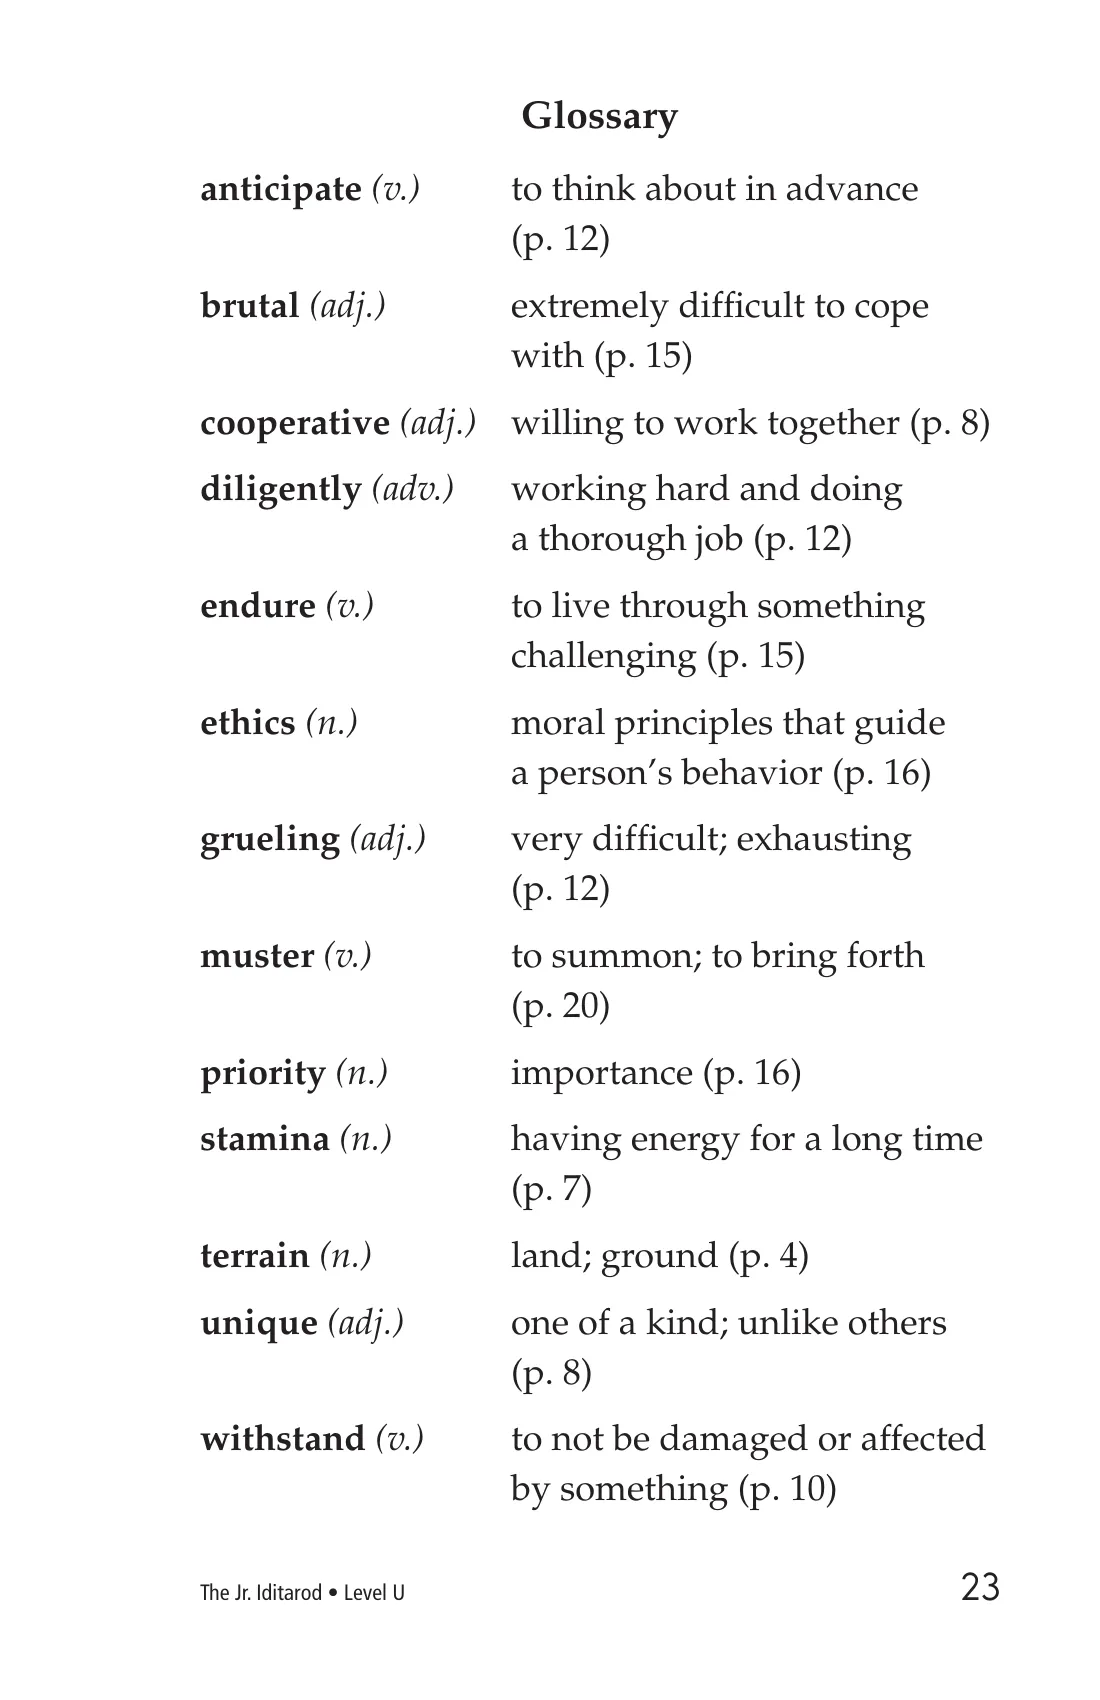 Glossary
anticipate (v.) to think about in advance
(p. 12)
brutal (adj.) extremely difficult to cope
with (p. 15)
cooperative (adj.) willing to work together (p. 8)
diligently (adv.) working hard and doing
a thorough job (p. 12)
endure (v.) to live through something
challenging (p. 15)
ethics (n.) moral principles that guide
a person’s behavior (p. 16)
grueling (adj.) very difficult; exhausting
(p. 12)
muster (v.) to summon; to bring forth
(p. 20)
priority (n.) importance (p. 16)
stamina (n.) having energy for a long time
(p. 7)
terrain (n.) land; ground (p. 4)
unique (adj.) one of a kind; unlike others
(p. 8)
withstand (v.) to not be damaged or affected
by something (p. 10)
The Jr. Iditarod • Level U 23